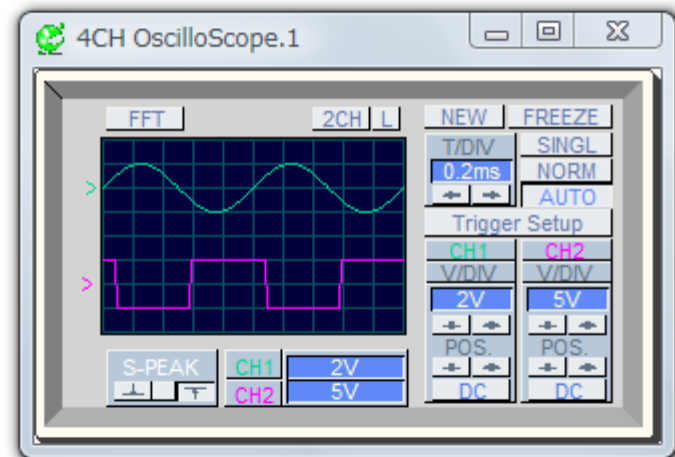 4CH OscilloScope.1
FFT 2CH L NEW FREEZE
T/DIV SINGL
0.2ms NORM
AUTO
Trigger Setup
CH1 CH2
V/DIV V/DIV
2V 5V
POS. POS.
DC DC
S-PEAK CH1 2V
CH2 5V